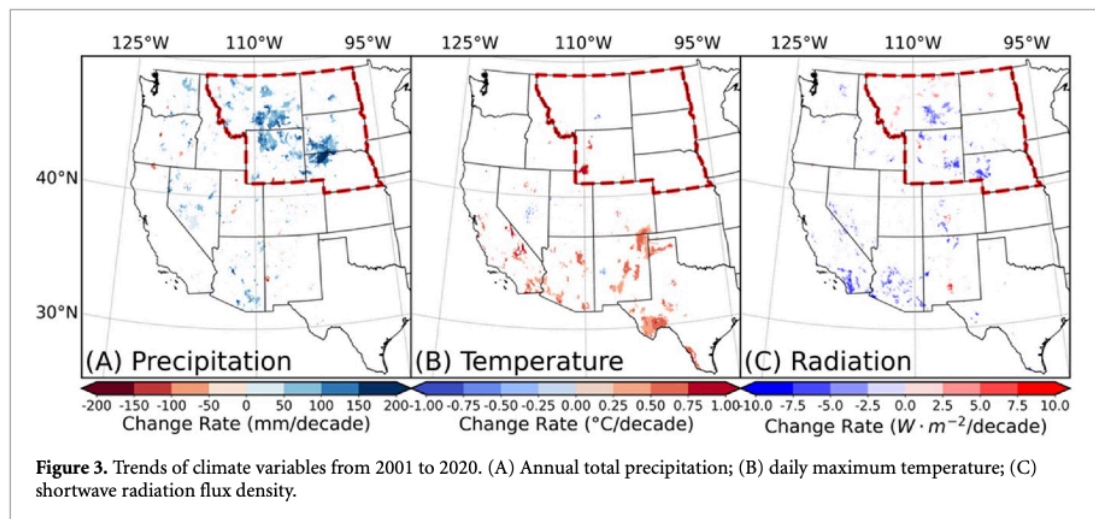 125°W 110°W 95°W 125°W 110°W 95°W 125°W 110°W 95°W
40°N
30°N
(A) Precipitation (B) Temperature (C) Radiation
-200 -150 -100 -50 0 50 100 150 200 -1.00 -0.75 -0.50 -0.25 0.00 0.25 0.50 0.75 1.00 -10.0 -7.5 -5.0 -2.5 0.0 2.5 5.0 7.5 10.0
Change Rate (mm/decade) Change Rate (°C/decade) Change Rate (W · m⁻²/decade)
Figure 3. Trends of climate variables from 2001 to 2020. (A) Annual total precipitation; (B) daily maximum temperature; (C)
shortwave radiation flux density.